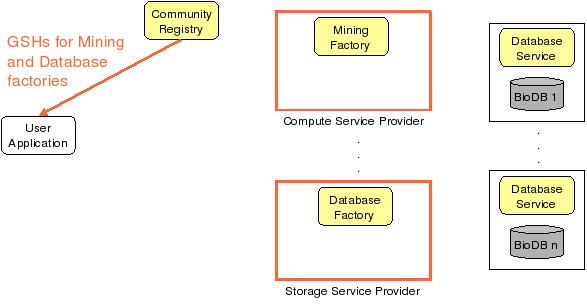 Community
Registry
GSHs for Mining
and Database
factories
User
Application
Mining
Factory
Compute Service Provider
.
.
.
Database
Factory
Storage Service Provider
Database
Service
BioDB 1
.
.
.
Database
Service
BioDB n